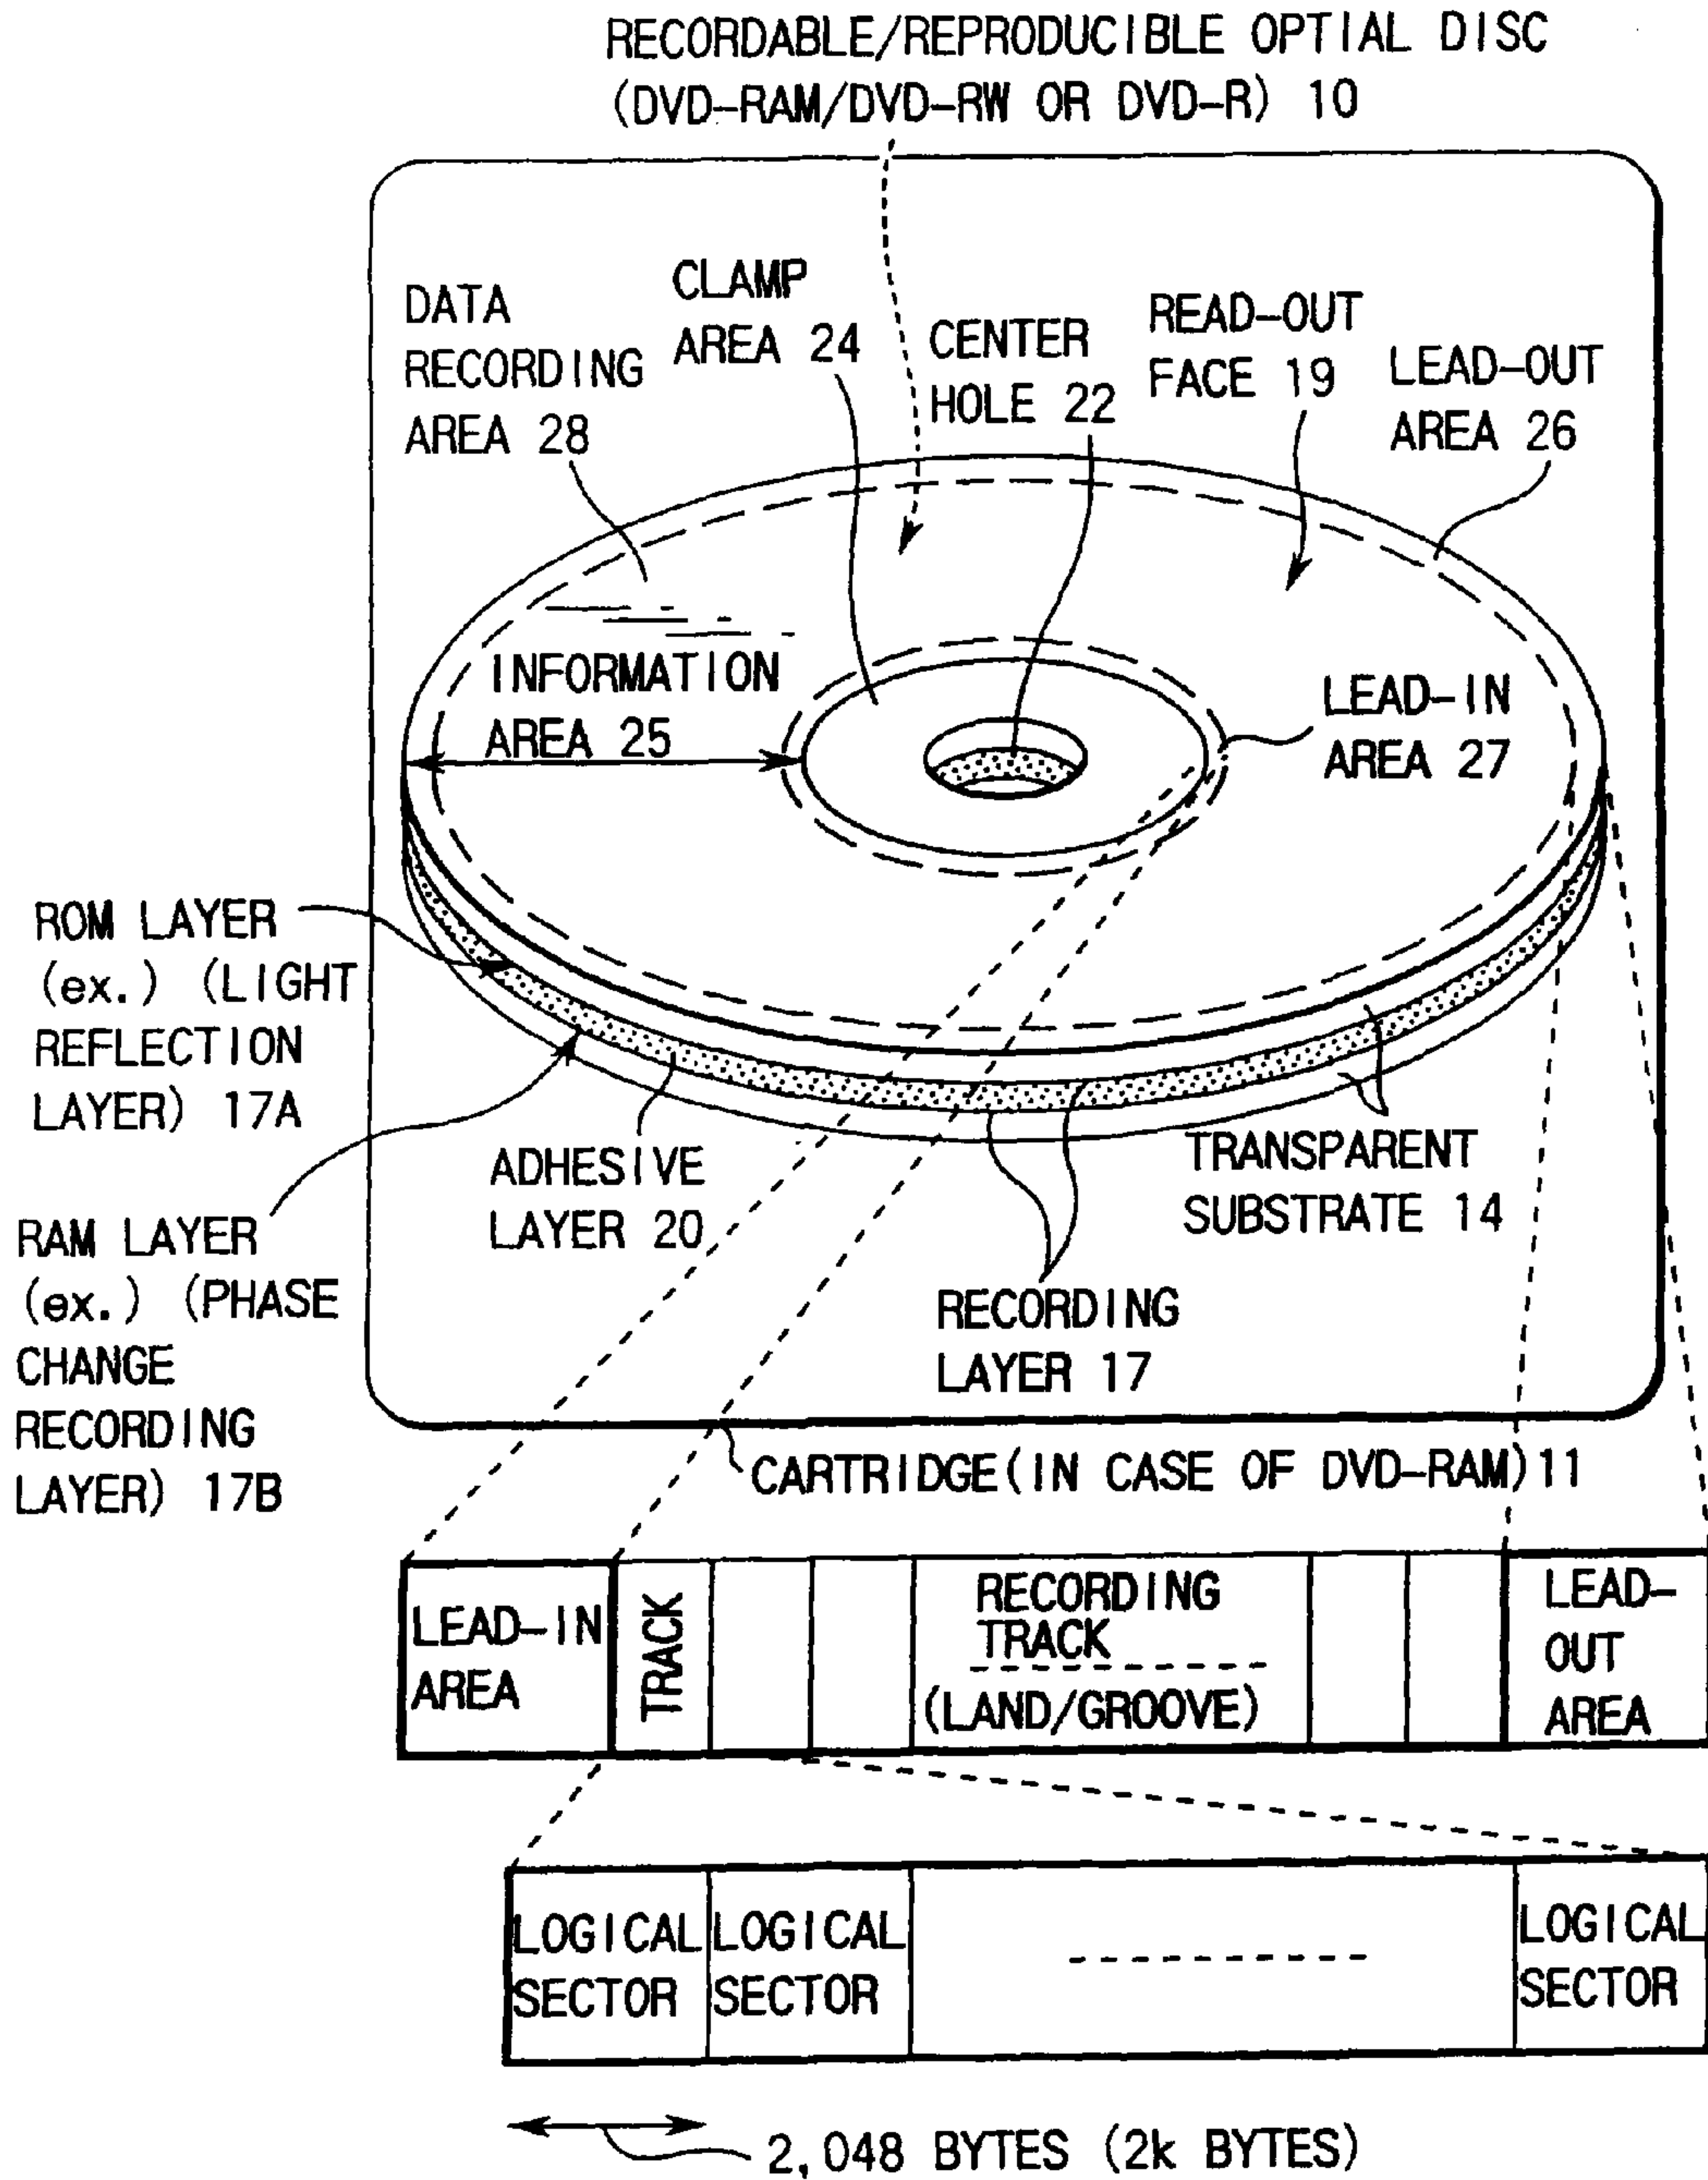 RECORDABLE/REPRODUCIBLE OPTIAL DISC
(DVD-RAM/DVD-RW OR DVD-R) 10
DATA
RECORDING
AREA 28
CLAMP
AREA 24
CENTER
HOLE 22
READ-OUT
FACE 19
LEAD-OUT
AREA 26
INFORMATION
AREA 25
LEAD-IN
AREA 27
ROM LAYER
(ex.) (LIGHT
REFLECTION
LAYER) 17A
ADHESIVE
LAYER 20
TRANSPARENT
SUBSTRATE 14
RAM LAYER
(ex.) (PHASE
CHANGE
RECORDING
LAYER) 17B
RECORDING
LAYER 17
CARTRIDGE(IN CASE OF DVD-RAM)11
LEAD-IN
AREA
TRACK
RECORDING
TRACK
(LAND/GROOVE)
LEAD-
OUT
AREA
LOGICAL
SECTOR
LOGICAL
SECTOR
LOGICAL
SECTOR
2,048 BYTES (2k BYTES)